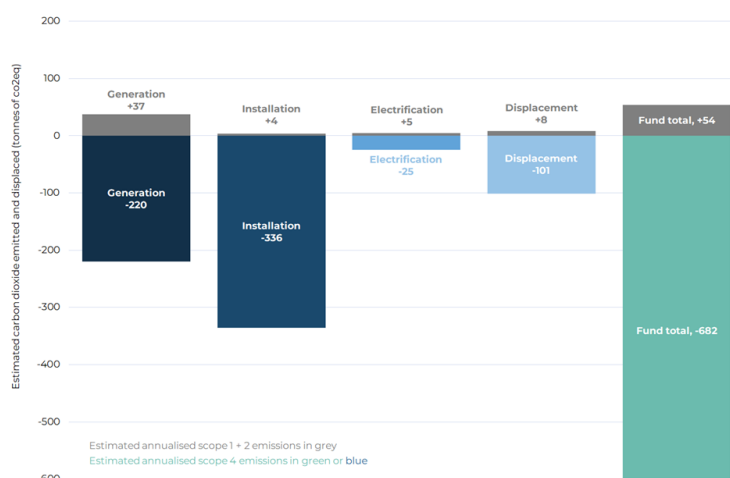 Estimated carbon dioxide emitted and displaced (tonnes of co2eq)
200
100
0
-100
-200
-300
-400
-500
-600
Generation
+37
Generation
-220
Installation
+4
Installation
-336
Electrification
+5
Electrification
-25
Displacement
+8
Displacement
-101
Fund total, +54
Fund total, -682
Estimated annualised scope 1 + 2 emissions in grey
Estimated annualised scope 4 emissions in green or blue